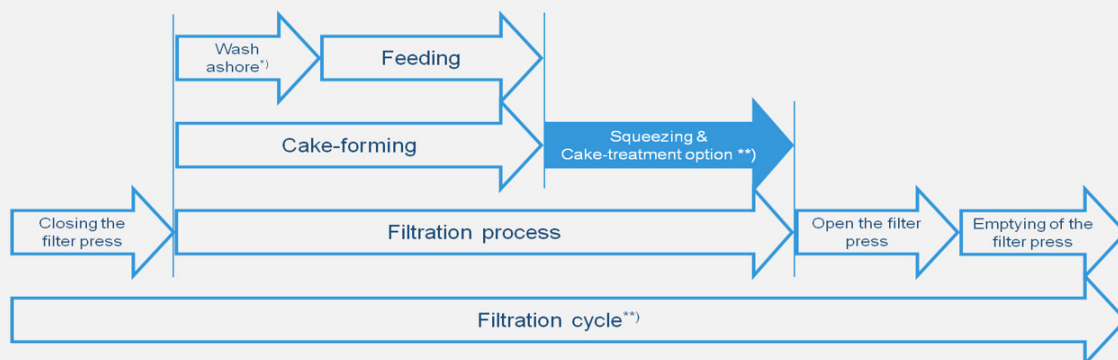 Wash
ashore*)
Feeding
Cake-forming
Squeezing &
Cake-treatment option **)
Closing the
filter press
Filtration process
Open the filter
press
Emptying of the
filter press
Filtration cycle**)